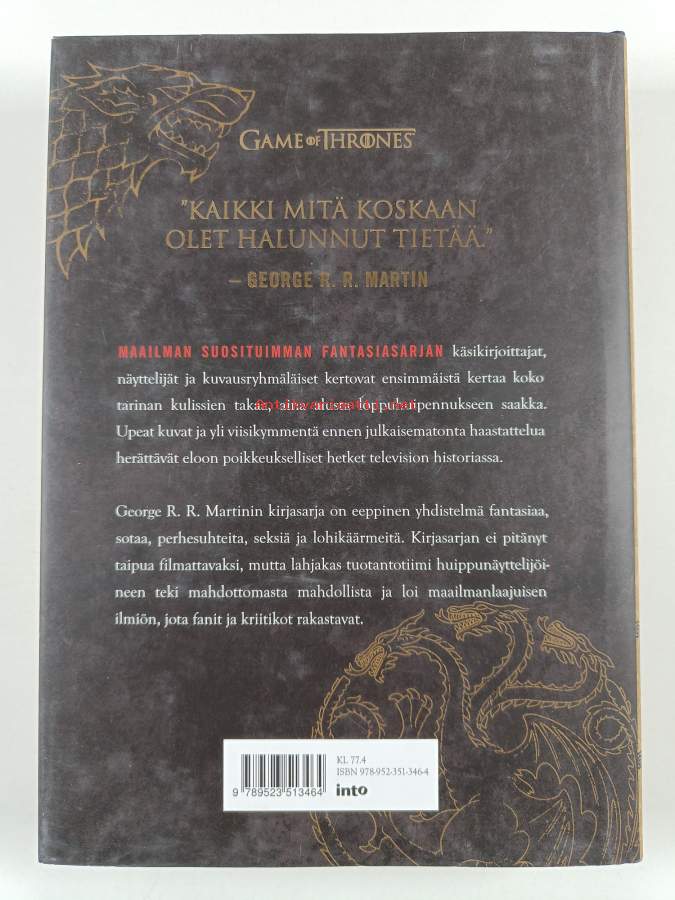 GAME OF THRONES
"KAIKKI MITÄ KOSKAAN
OLET HALUNNUT TIETÄÄ."
– GEORGE R. R. MARTIN
MAAILMAN SUOSITUIMMAN FANTASIASARJAN käsikirjoittajat,
näyttelijät ja kuvausryhmäläiset kertovat ensimmäistä kertaa koko
tarinan kulissien takaa, aina alusta loppuhuipennukseen saakka.
Upeat kuvat ja yli viisikymmentä ennen julkaisematonta haastattelua
herättävät eloon poikkeukselliset hetket television historiassa.
George R. R. Martinin kirjasarja on eeppinen yhdistelmä fantasiaa,
sotaa, perhesuhteita, seksiä ja lohikäärmeitä. Kirjasarjan ei pitänyt
taipua filmattavaksi, mutta lahjakas tuotantotiimi huippunäyttelijöi-
neen teki mahdottomasta mahdollista ja loi maailmanlaajuisen
ilmiön, jota fanit ja kriitikot rakastavat.
KL 77.4
ISBN 978-952-351-346-4
9 789523 513464
into